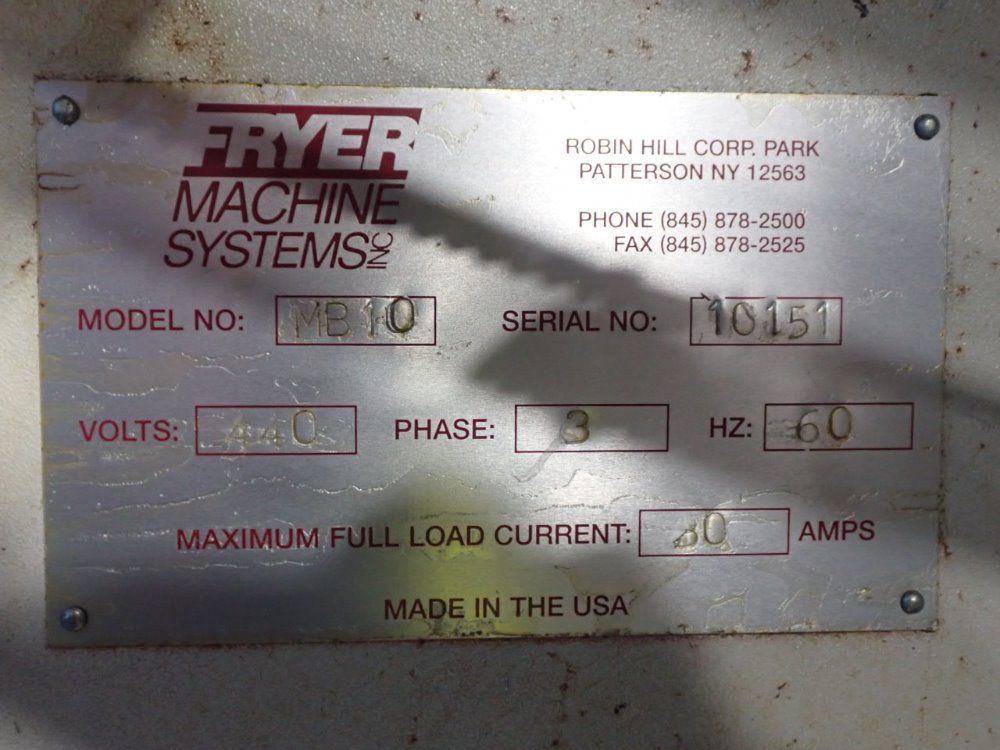 FRYER
MACHINE
SYSTEMS INC
ROBIN HILL CORP. PARK
PATTERSON NY 12563
PHONE (845) 878-2500
FAX (845) 878-2525
MODEL NO: MB10 SERIAL NO: 10151
VOLTS: 440 PHASE: 3 HZ: 60
MAXIMUM FULL LOAD CURRENT: AMPS
MADE IN THE USA